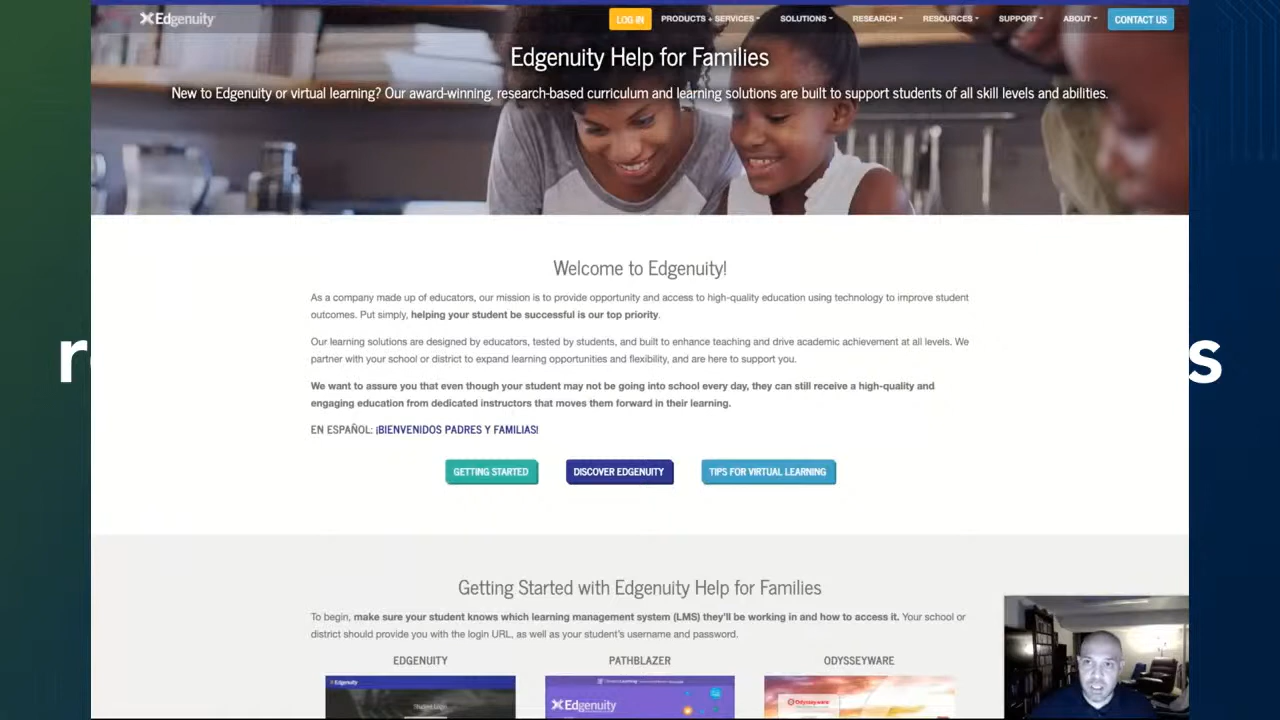 Edgenuity
LOG IN
PRODUCTS + SERVICES
SOLUTIONS
RESEARCH
RESOURCES
SUPPORT
ABOUT
CONTACT US
Edgenuity Help for Families
New to Edgenuity or virtual learning? Our award-winning, research-based curriculum and learning solutions are built to support students of all skill levels and abilities.
Welcome to Edgenuity!
As a company made up of educators, our mission is to provide opportunity and access to high-quality education using technology to improve student
outcomes. Put simply, helping your student be successful is our top priority.
Our learning solutions are designed by educators, tested by students, and built to enhance teaching and drive academic achievement at all levels. We
partner with your school or district to expand learning opportunities and flexibility, and are here to support you.
We want to assure you that even though your student may not be going into school every day, they can still receive a high-quality and
engaging education from dedicated instructors that moves them forward in their learning.
EN ESPAÑOL: ¡BIENVENIDOS PADRES Y FAMILIAS!
GETTING STARTED
DISCOVER EDGENUITY
TIPS FOR VIRTUAL LEARNING
Getting Started with Edgenuity Help for Families
To begin, make sure your student knows which learning management system (LMS) they'll be working in and how to access it. Your school or
district should provide you with the login URL, as well as your student's username and password.
EDGENUITY
PATHBLAZER
ODYSSEYWARE
Edgenuity
Student Login
Edgenuity
Odysseyware